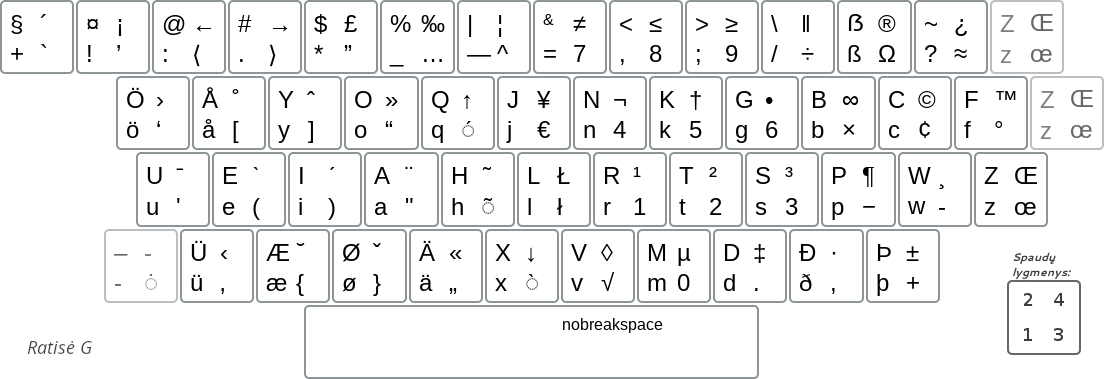 § ´ ¤ ¡ @ ← # → $ £ % ‰ | ¦ & ≠ < ≤ > ≥ \ ‖ ẞ ® ~ ¿ Z Œ
+ ` ! ’ : ⟨ . ⟩ * ” _ … — ^ = 7 , 8 ; 9 / ÷ ß Ω ? ≈ z œ
Ö › Å ˚ Y ˆ O » Q ↑ J ¥ N ¬ K † G • B ∞ C © F ™ Z Œ
ö ‘ å [ y ] o “ q ◌́ j € n 4 k 5 g 6 b × c ¢ f ° z œ
U ¯ E ` I ´ A ¨ H ˜ L Ł R ¹ T ² S ³ P ¶ W ¸ Z Œ
u ' e ( i ) a " h ◌̃ l ł r 1 t 2 s 3 p − w - z œ
– - Ü ‹ Æ ˘ Ø ˇ Ä « X ↓ V ◊ M µ D ‡ Ð · Þ ±
- ◌̇ ü ‚ æ { ø } ä „ x ◌̀ v √ m 0 d . ð , þ +
Spaudų
lygmenys:
2 4
1 3
nobreakspace
Ratisė G